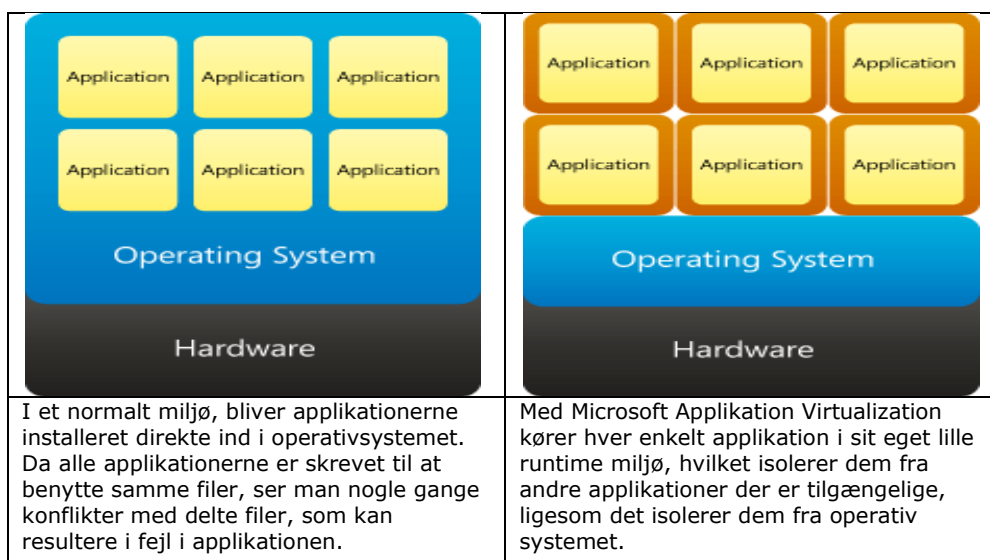 Application Application Application
Application Application Application
Operating System
Hardware
I et normalt miljø, bliver applikationerne
installeret direkte ind i operativsystemet.
Da alle applikationerne er skrevet til at
benytte samme filer, ser man nogle gange
konflikter med delte filer, som kan
resultere i fejl i applikationen.
Application Application Application
Application Application Application
Operating System
Hardware
Med Microsoft Applikation Virtualization
kører hver enkelt applikation i sit eget lille
runtime miljø, hvilket isolerer dem fra
andre applikationer der er tilgængelige,
ligesom det isolerer dem fra operativ
systemet.